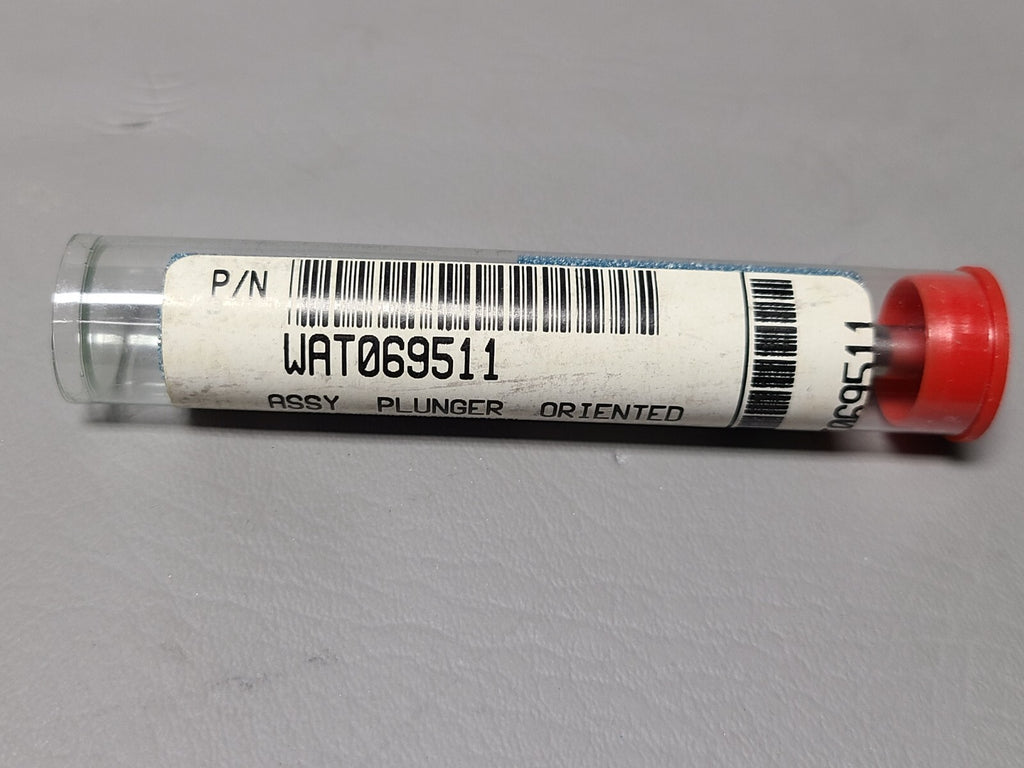 P/N
WAT069511
ASSY PLUNGER ORIENTED
069511